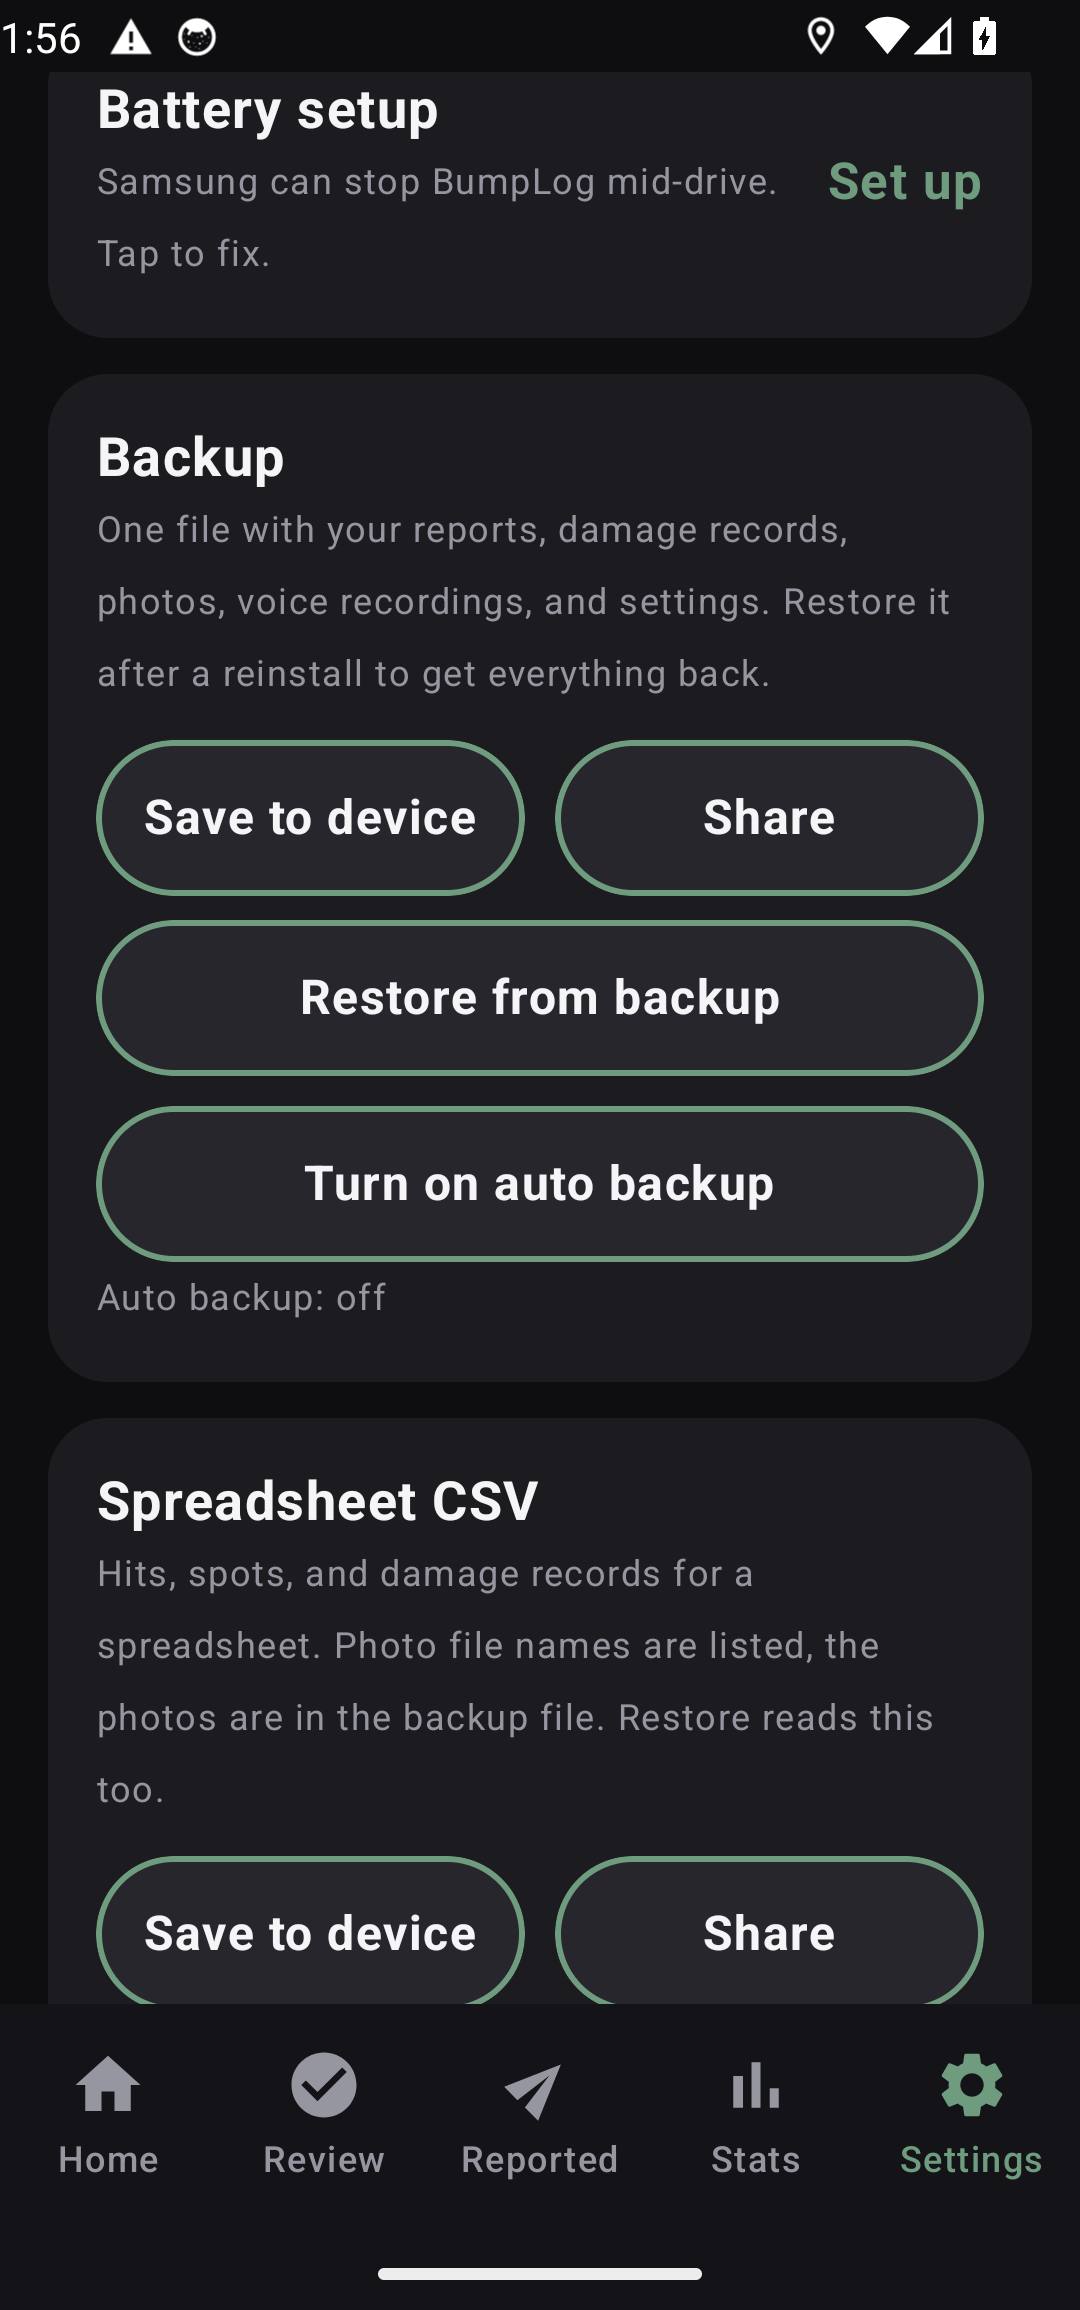 1:56
Battery setup
Samsung can stop BumpLog mid-drive.
Tap to fix.
Set up
Backup
One file with your reports, damage records,
photos, voice recordings, and settings. Restore it
after a reinstall to get everything back.
Save to device
Share
Restore from backup
Turn on auto backup
Auto backup: off
Spreadsheet CSV
Hits, spots, and damage records for a
spreadsheet. Photo file names are listed, the
photos are in the backup file. Restore reads this
too.
Save to device
Share
Home
Review
Reported
Stats
Settings